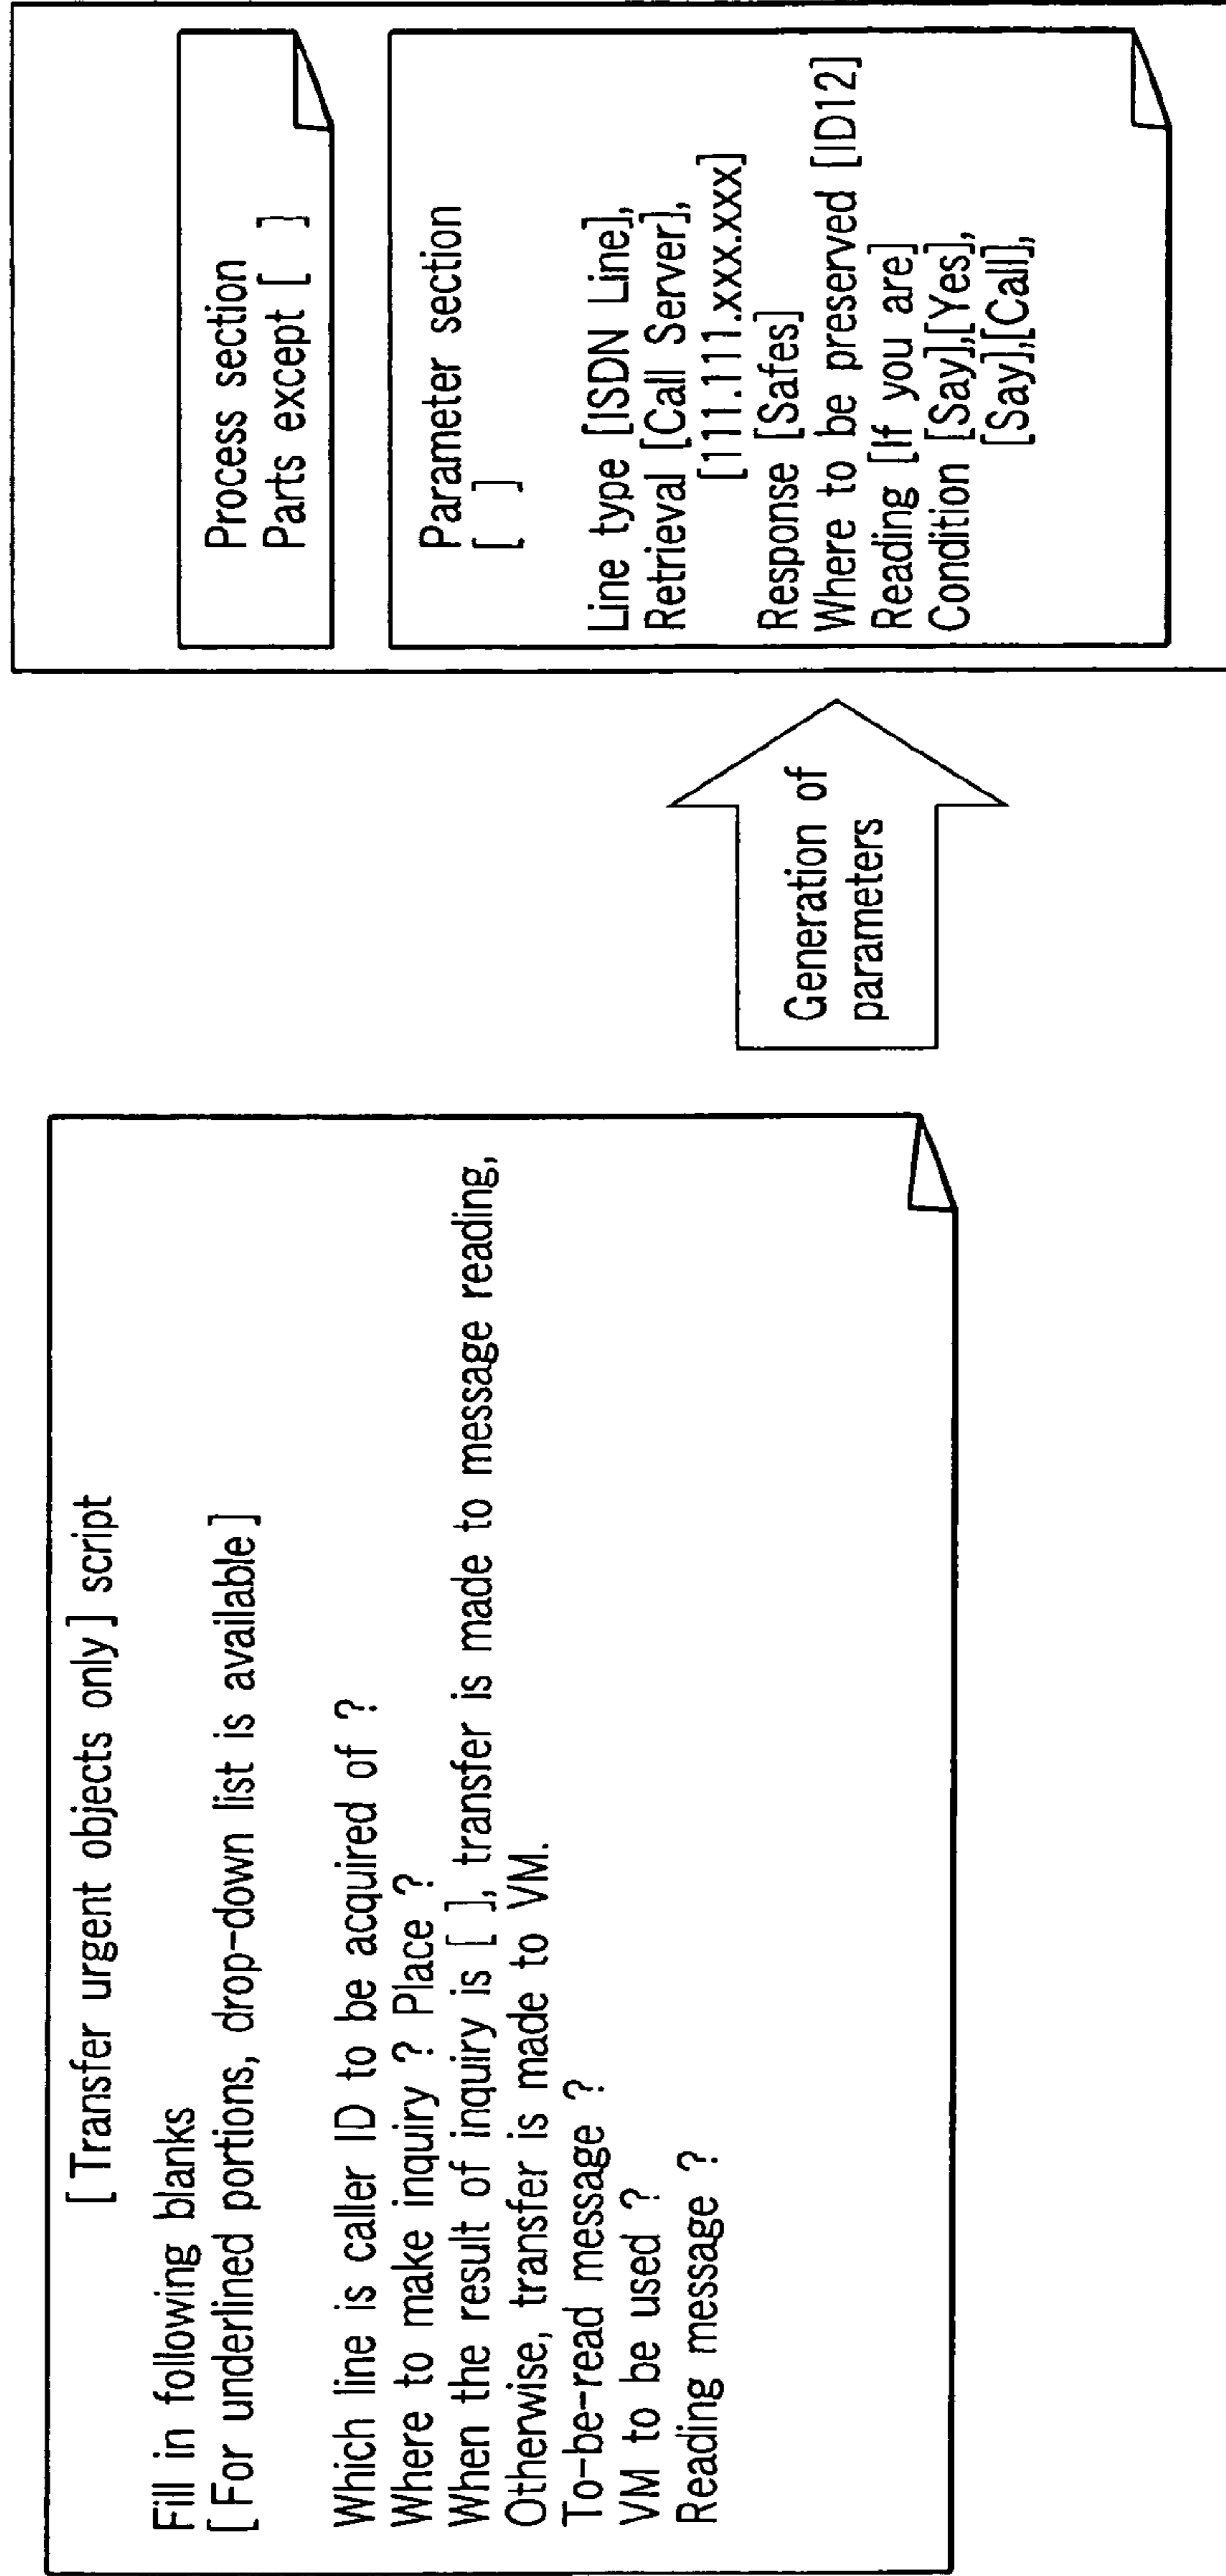 [Transfer urgent objects only] script
Fill in following blanks
[For underlined portions, drop-down list is available]
Which line is caller ID to be acquired of ?
Where to make inquiry ? Place ?
When the result of inquiry is [ ], transfer is made to message reading,
Otherwise, transfer is made to VM.
To-be-read message ?
VM to be used ?
Reading message ?
Generation of
parameters
Process section
Parts except [ ]
Parameter section
[ ]
Line type [ISDN Line],
Retrieval [Call Server],
[111.111.xxx.xxx]
Response [Safes]
Where to be preserved [ID12]
Reading [If you are]
Condition [Say],[Yes],
[Say],[Call],